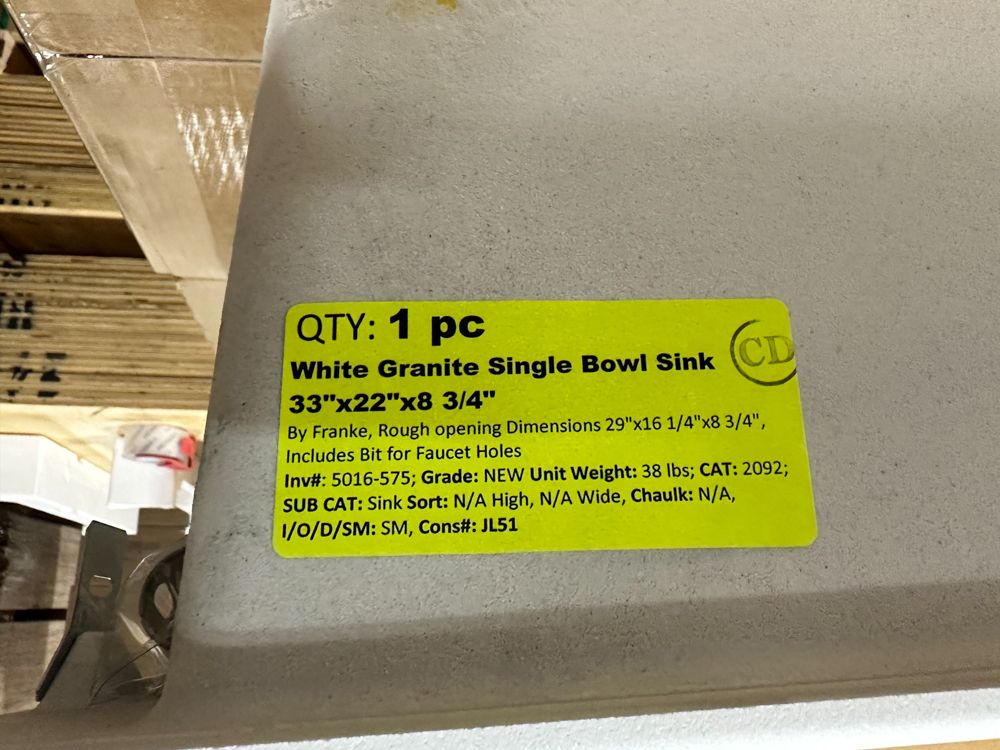 QTY: 1 pc
CD
White Granite Single Bowl Sink
33"x22"x8 3/4"
By Franke, Rough opening Dimensions 29"x16 1/4"x8 3/4",
Includes Bit for Faucet Holes
Inv#: 5016-575; Grade: NEW Unit Weight: 38 lbs; CAT: 2092;
SUB CAT: Sink Sort: N/A High, N/A Wide, Chaulk: N/A,
I/O/D/SM: SM, Cons#: JL51